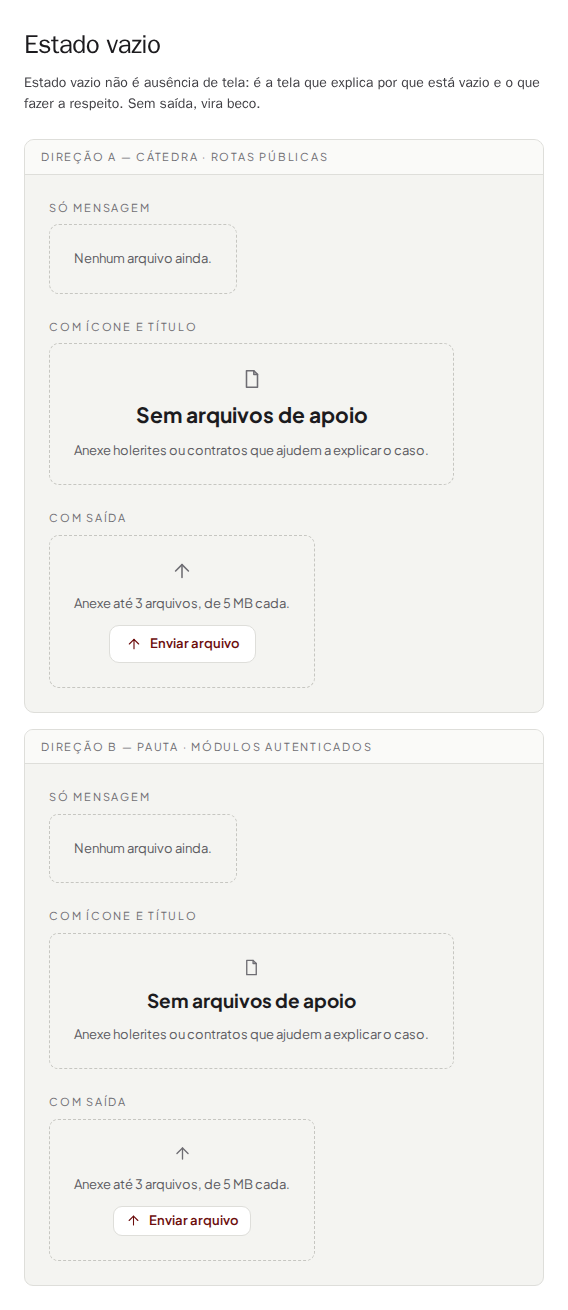 Estado vazio
Estado vazio não é ausência de tela: é a tela que explica por que está vazio e o que
fazer a respeito. Sem saída, vira beco.
DIREÇÃO A — CÁTEDRA · ROTAS PÚBLICAS
SÓ MENSAGEM
Nenhum arquivo ainda.
COM ÍCONE E TÍTULO
Sem arquivos de apoio
Anexe holerites ou contratos que ajudem a explicar o caso.
COM SAÍDA
Anexe até 3 arquivos, de 5 MB cada.
Enviar arquivo
DIREÇÃO B — PAUTA · MÓDULOS AUTENTICADOS
SÓ MENSAGEM
Nenhum arquivo ainda.
COM ÍCONE E TÍTULO
Sem arquivos de apoio
Anexe holerites ou contratos que ajudem a explicar o caso.
COM SAÍDA
Anexe até 3 arquivos, de 5 MB cada.
Enviar arquivo